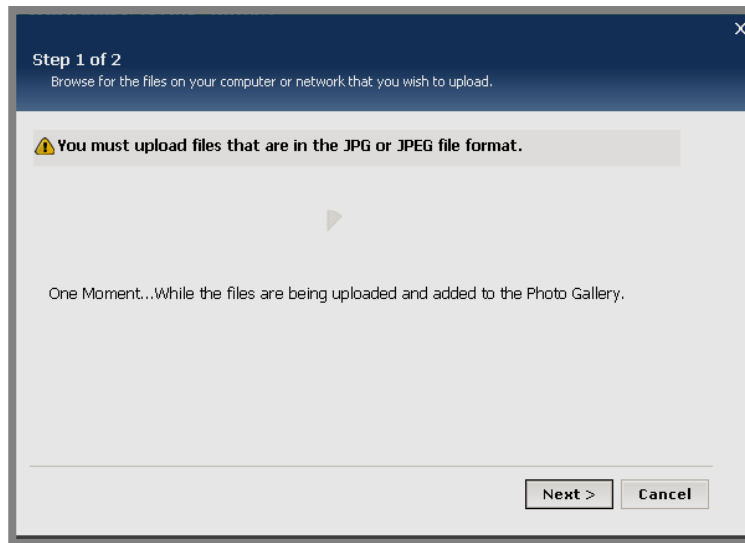 X
Step 1 of 2
Browse for the files on your computer or network that you wish to upload.
You must upload files that are in the JPG or JPEG file format.
One Moment...While the files are being uploaded and added to the Photo Gallery.
Next >
Cancel